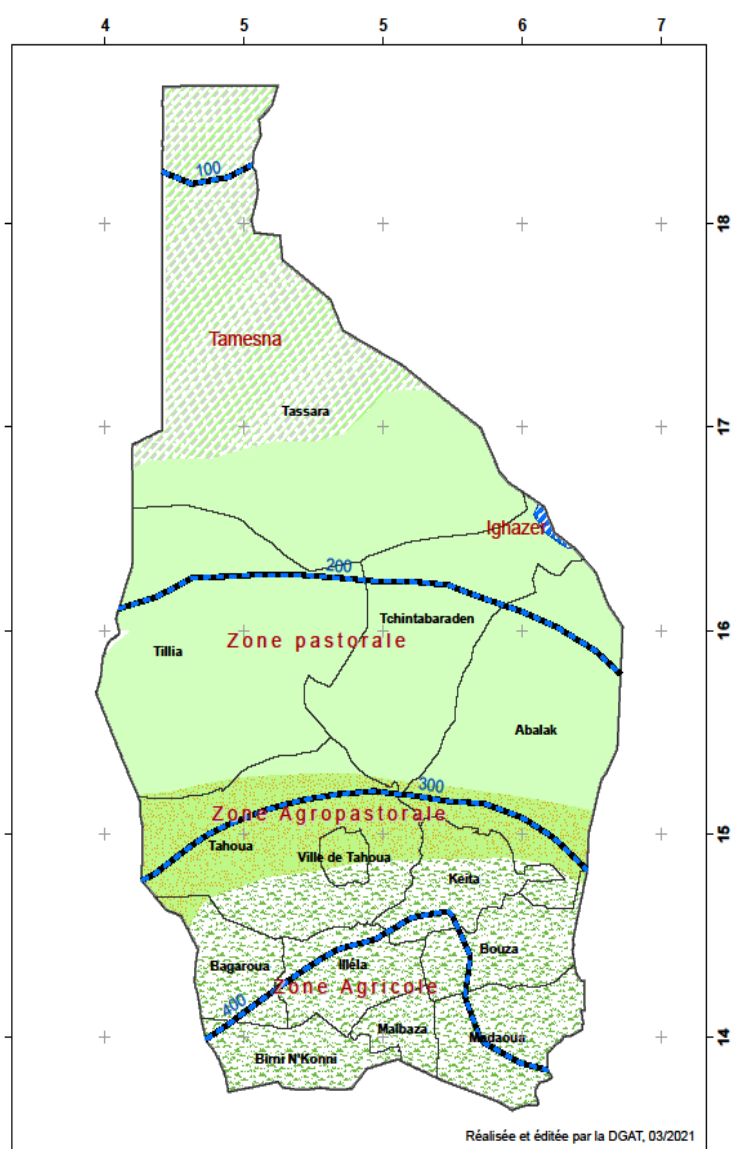 4 5 5 6 7
100
18
Tamesna
Tassara
17
Ighazer
200
Tchintabaraden
16
Zone pastorale
Tillia
Abalak
300
Zone Agropastorale
15
Tahoua
Ville de Tahoua
Keita
Bouza
Bagaroua
Illéla
Zone Agricole
400
Malbaza
Madaoua
14
Birni N'Konni
Réalisée et éditée par la DGAT, 03/2021